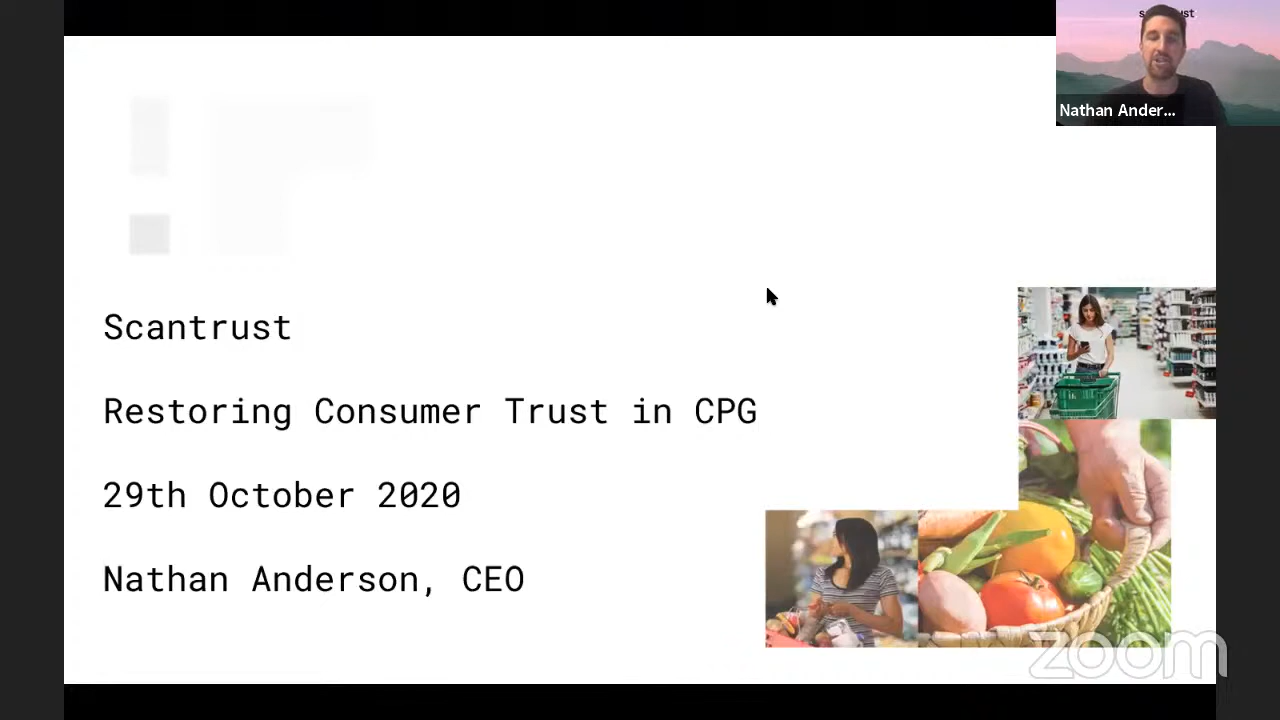 Nathan Ander...
Scantrust
Restoring Consumer Trust in CPG
29th October 2020
Nathan Anderson, CEO
zoom